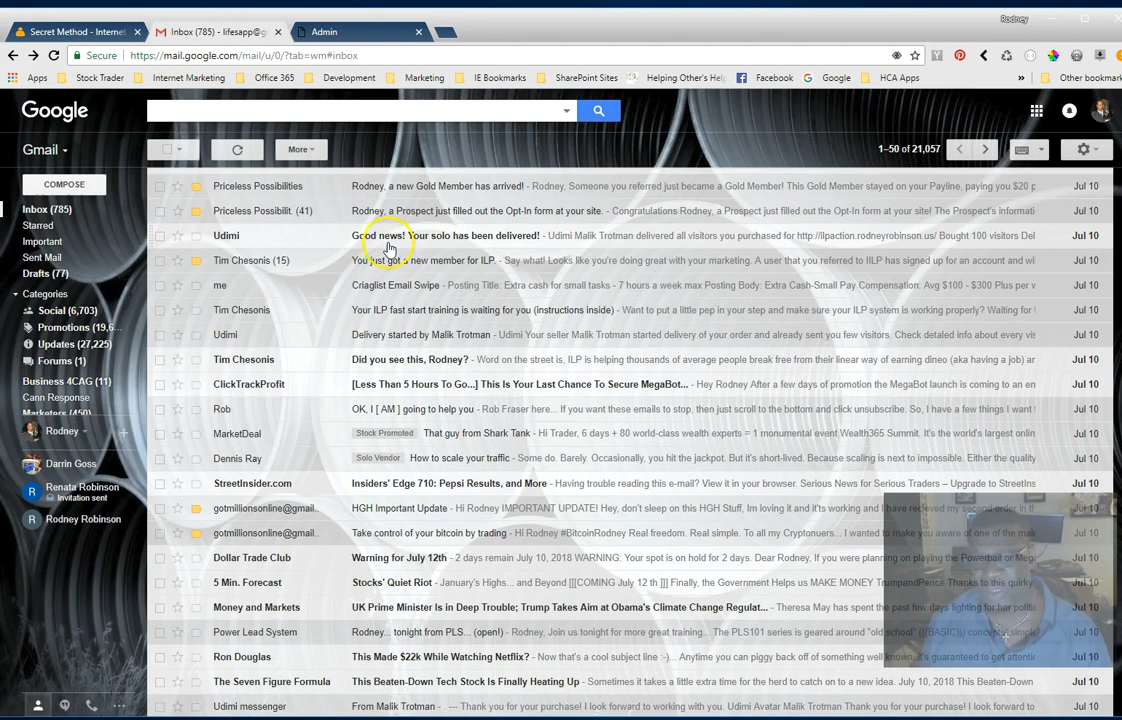 Rodney
Secret Method - Internet
Inbox (785) - lifesapp@g
Admin
Secure
https://mail.google.com/mail/u/0/?tab=wm#inbox
Apps Stock Trader Internet Marketing Office 365 Development Marketing IE Bookmarks SharePoint Sites Helping Other's Hel Facebook Google HCA Apps » Other bookmark
Google
Gmail
More
1–50 of 21,057
COMPOSE
Inbox (785)
Starred
Important
Sent Mail
Drafts (77)
Categories
Social (6,703)
Promotions (19,6...
Updates (27,225)
Forums (1)
Business 4CAG (11)
Cann Response
Marketers (450)
Rodney
Darrin Goss
Renata Robinson
Invitation sent
Rodney Robinson
Priceless Possibilities Rodney, a new Gold Member has arrived! - Rodney, Someone you referred just became a Gold Member! This Gold Member stayed on your Payline, paying you $20 p Jul 10
Priceless Possibilit. (41) Rodney, a Prospect just filled out the Opt-In form at your site. - Congratulations Rodney, a Prospect just filled out the Opt-In form at your site! The Prospect's informati Jul 10
Udimi Good news! Your solo has been delivered! - Udimi Malik Trotman delivered all visitors you purchased for http://ilpaction.rodneyrobinson.us/ Bought 100 visitors Del Jul 10
Tim Chesonis (15) You just got a new member for ILP. - Say what! Looks like you're doing great with your marketing. A user that you referred to IILP has signed up for an account and wi Jul 10
me Criaglist Email Swipe - Posting Title: Extra cash for small tasks - 7 hours a week max Posting Body: Extra Cash-Small Pay Compensation: Avg $100 - $300 Plus per v Jul 10
Tim Chesonis Your ILP fast start training is waiting for you (instructions inside) - Want to put a little pep in your step and make sure your ILP system is working properly? Waiting for Jul 10
Udimi Delivery started by Malik Trotman - Udimi Your seller Malik Trotman started delivery of your order and already sent you few visitors. Check detaled info about every vis Jul 10
Tim Chesonis Did you see this, Rodney? - Word on the street is, ILP is helping thousands of average people break free from their linear way of earning dineo (aka having a job) ar Jul 10
ClickTrackProfit [Less Than 5 Hours To Go...] This Is Your Last Chance To Secure MegaBot... - Hey Rodney After a few days of promotion the MegaBot launch is coming to an en Jul 10
Rob OK, I [ AM ] going to help you - Rob Fraser here... If you want these emails to stop, then just scroll to the bottom and click unsubscribe. So, I have a few things I want Jul 10
MarketDeal Stock Promoted That guy from Shark Tank - Hi Trader, 6 days + 80 world-class wealth experts = 1 monumental event Wealth365 Summit. It's the world's largest onlin Jul 10
Dennis Ray Solo Vendor How to scale your traffic - Some do. Barely. Occasionally, you hit the jackpot. But it's short-lived. Because scaling is next to impossible. Either the quality Jul 10
StreetInsider.com Insiders' Edge 710: Pepsi Results, and More - Having trouble reading this e-mail? View it in your browser. Serious News for Serious Traders – Upgrade to StreetIns Jul 10
gotmillionsonline@gmail.. HGH Important Update - Hi Rodney IMPORTANT UPDATE! Hey, don't sleep on this HGH Stuff, Im loving it and it'ts working and I have recieved my second order in th Jul 10
gotmillionsonline@gmail.. Take control of your bitcoin by trading - Hi Rodney #BitcoinRodney Real freedom. Real simple. To all my Cryptonuers... I wanted to make you aware of one of the mail Jul 10
Dollar Trade Club Warning for July 12th - 2 days remain July 10, 2018 WARNING: Your spot is on hold for 2 days. Dear Rodney, If you were planning on playing the Powerball or Meg Jul 10
5 Min. Forecast Stocks' Quiet Riot - January's Highs... and Beyond [[[COMING July 12 th ]]] Finally, the Government Helps us MAKE MONEY TrumpandPence Thanks to this quirky Jul 10
Money and Markets UK Prime Minister Is in Deep Trouble; Trump Takes Aim at Obama's Climate Change Regulat... - Theresa May has spent the past few days fighting for her politic Jul 10
Power Lead System Rodney... tonight from PLS... (open!) - Rodney, Join us tonight for more great training... The PLS101 series is geared around "old school" (((BASIC))) concepts, simple Jul 10
Ron Douglas This Made $22k While Watching Netflix? - Now that's a cool subject line :-)... Anytime you can piggy back off of something well known, it's guaranteed to get attentic Jul 10
The Seven Figure Formula This Beaten-Down Tech Stock Is Finally Heating Up - Sometimes it takes a little extra time for the herd to catch on to a new idea. July 10, 2018 This Beaten-Down Jul 10
Udimi messenger From Malik Trotman - . — Thank you for your purchase! I look forward to working with you. Udimi Avatar Malik Trotman Thank you for your purchase! I look forward to Jul 10